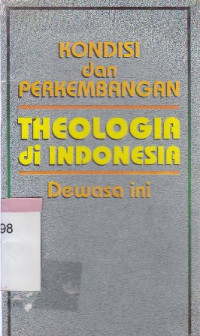 KONDISI
dan
PERKEMBANGAN
THEOLOGIA
di INDONESIA
Dewasa ini
98